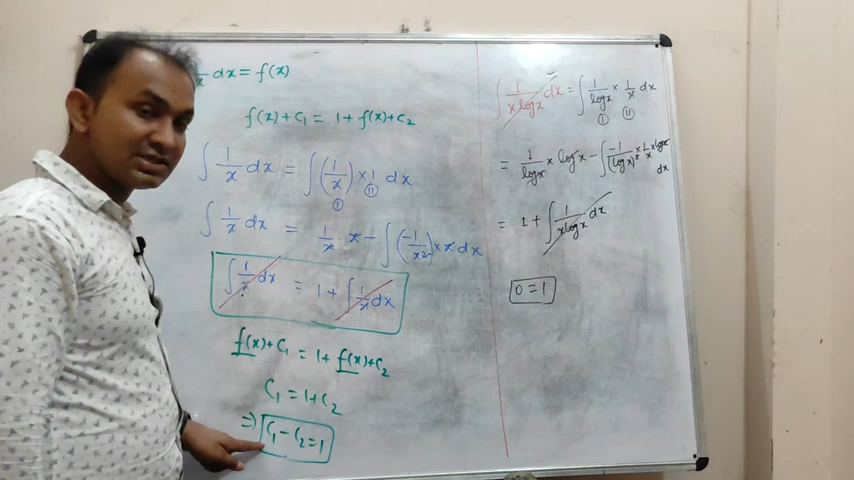 dx = f(x)
f(x) + C₁ = 1 + f(x) + C₂
∫ 1/x dx = ∫ (1/x) × 1 dx
Ⓘ Ⓘⓘ
∫ 1/x dx = 1/x · x − ∫ (−1/x²) × x dx
∫ 1/x dx = 1 + ∫ 1/x dx
f(x) + C₁ = 1 + f(x) + C₂
C₁ = 1 + C₂
⇒ C₁ − C₂ = 1
∫ 1/(x log x) dx = ∫ 1/log x × 1/x dx
Ⓘ Ⓘⓘ
= 1/log x × log x − ∫ −1/(log x)² × 1/x × log x
dx
= 1 + ∫ 1/(x log x) dx
0 = 1